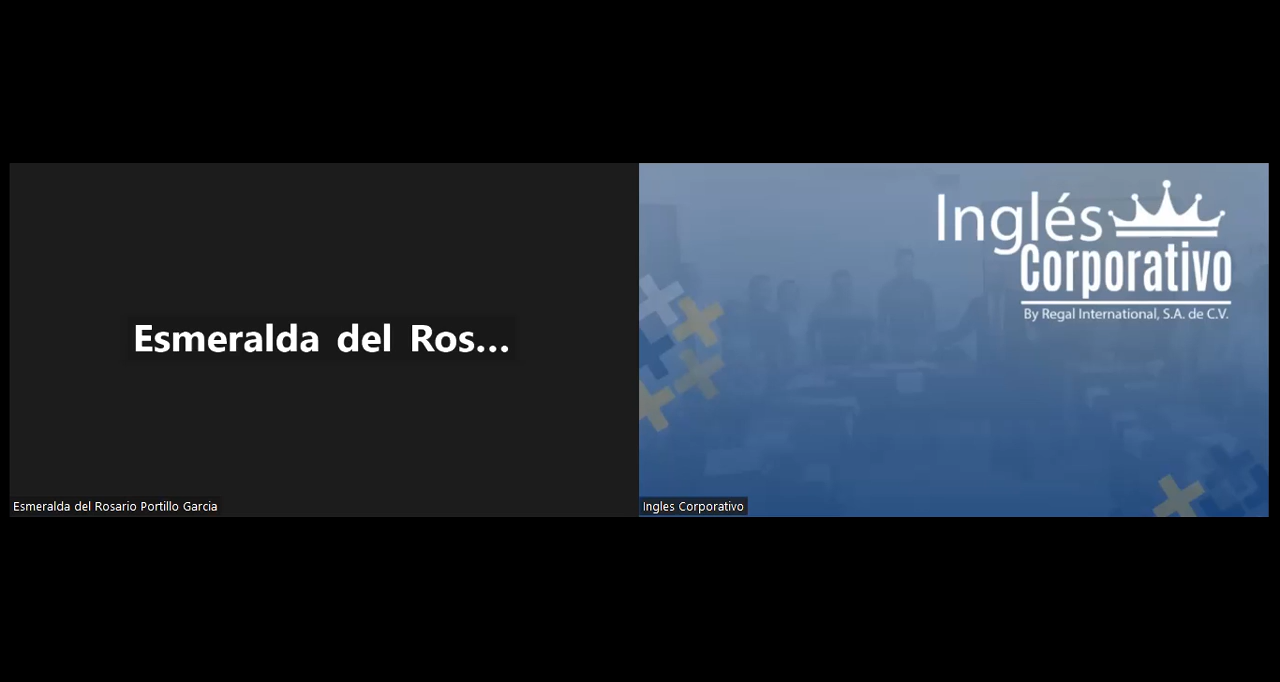 Esmeralda del Ros...
Esmeralda del Rosario Portillo Garcia
Inglés
Corporativo
By Regal International, S.A. de C.V.
Ingles Corporativo